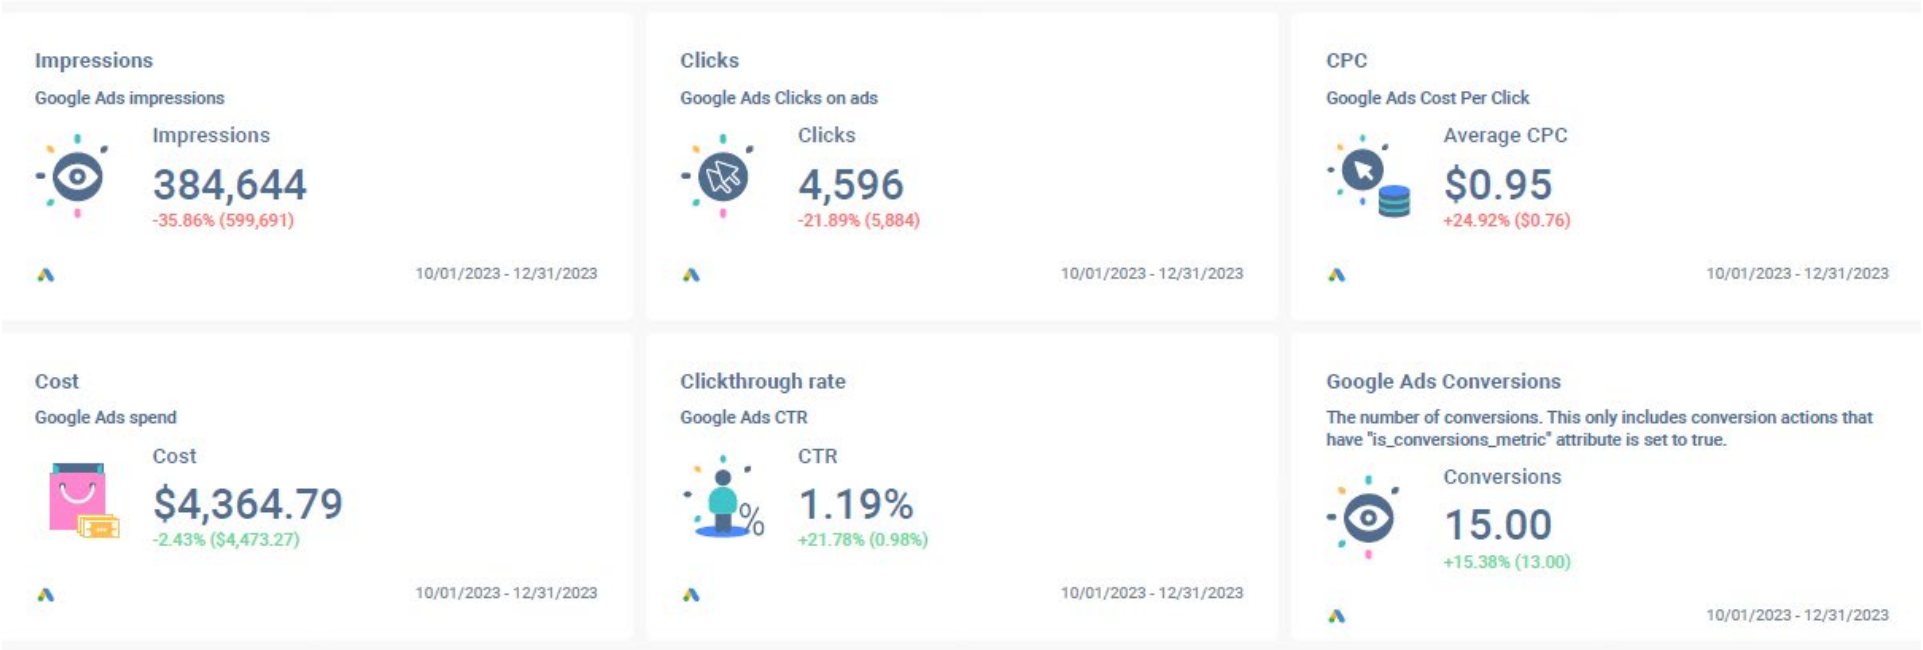 Impressions
Google Ads impressions
Impressions
384,644
-35.86% (599,691)
10/01/2023 - 12/31/2023
Clicks
Google Ads Clicks on ads
Clicks
4,596
-21.89% (5,884)
10/01/2023 - 12/31/2023
CPC
Google Ads Cost Per Click
Average CPC
$0.95
+24.92% ($0.76)
10/01/2023 - 12/31/2023
Cost
Google Ads spend
Cost
$4,364.79
-2.43% ($4,473.27)
10/01/2023 - 12/31/2023
Clickthrough rate
Google Ads CTR
%
CTR
1.19%
+21.78% (0.98%)
10/01/2023 - 12/31/2023
Google Ads Conversions
The number of conversions. This only includes conversion actions that
have "is_conversions_metric" attribute is set to true.
Conversions
15.00
+15.38% (13.00)
10/01/2023 - 12/31/2023